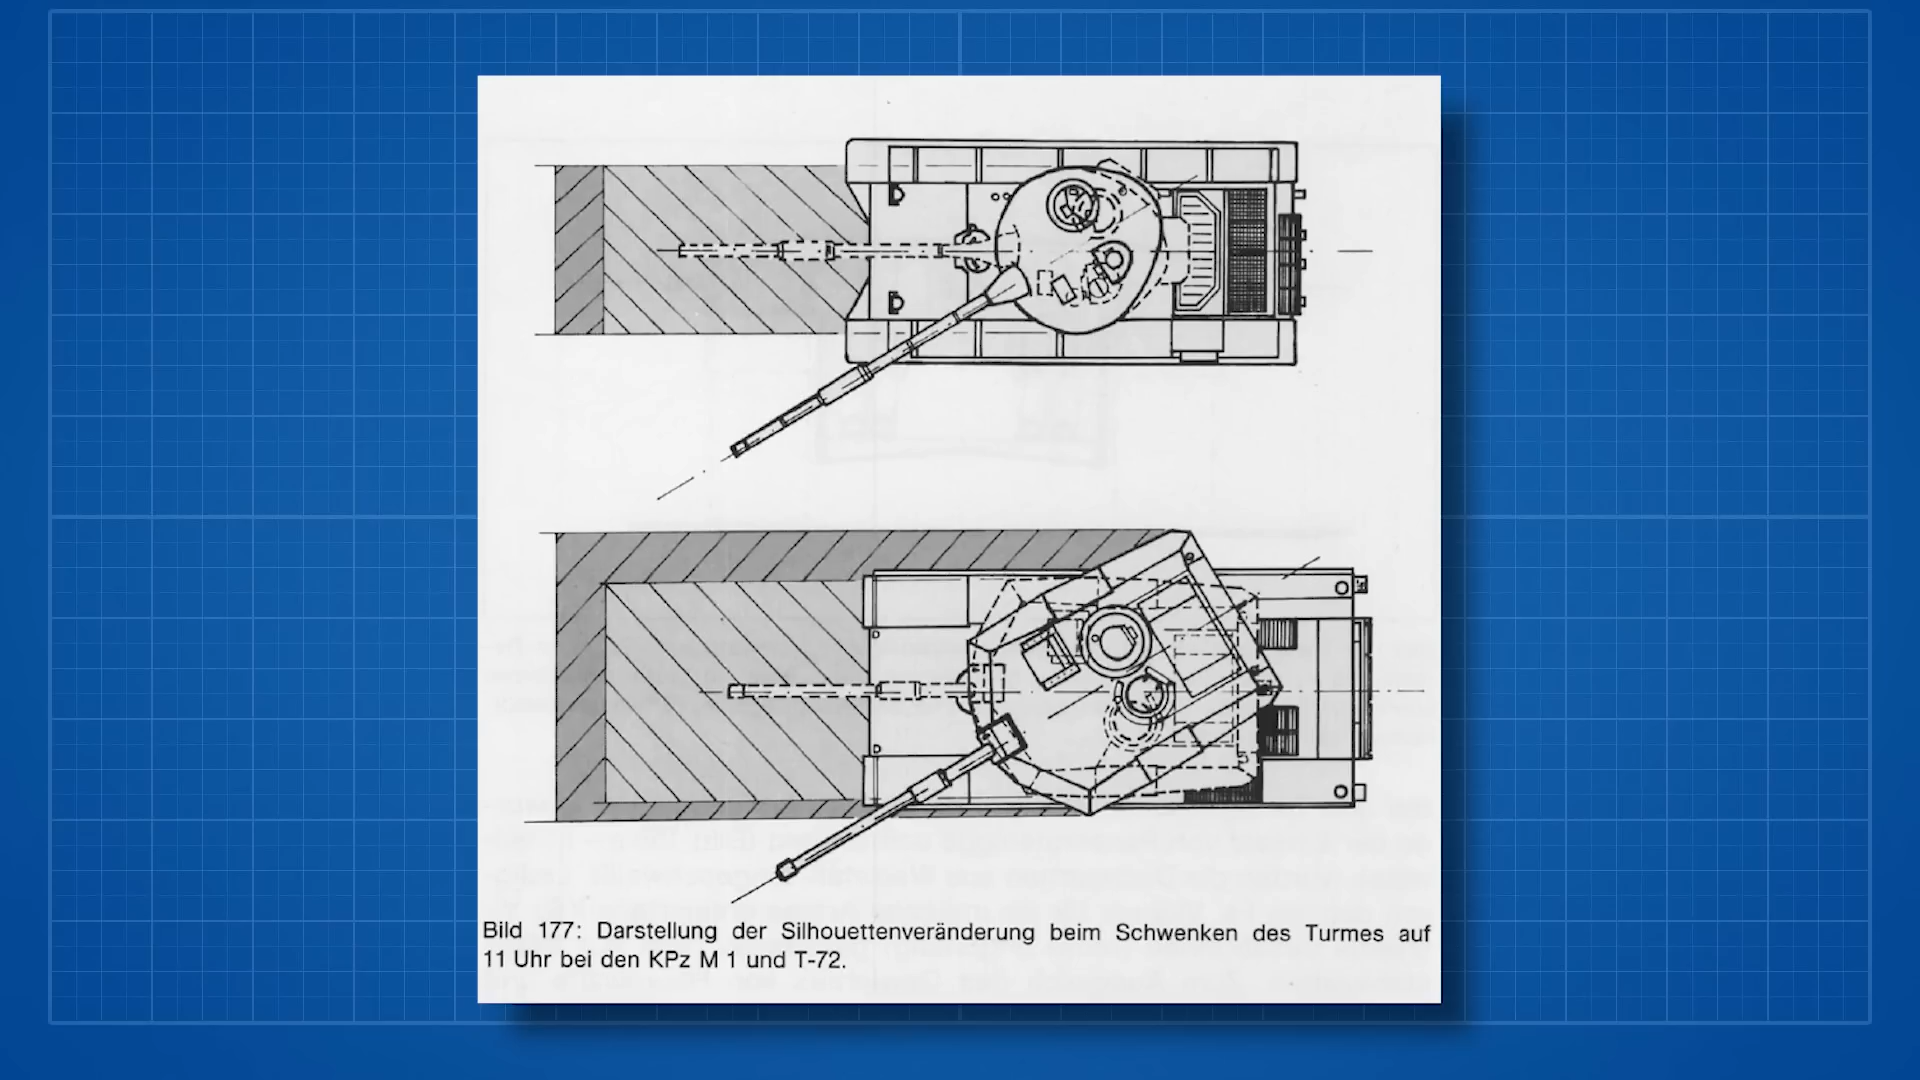 Bild 177: Darstellung der Silhouettenveränderung beim Schwenken des Turmes auf
11 Uhr bei den KPz M 1 und T-72.